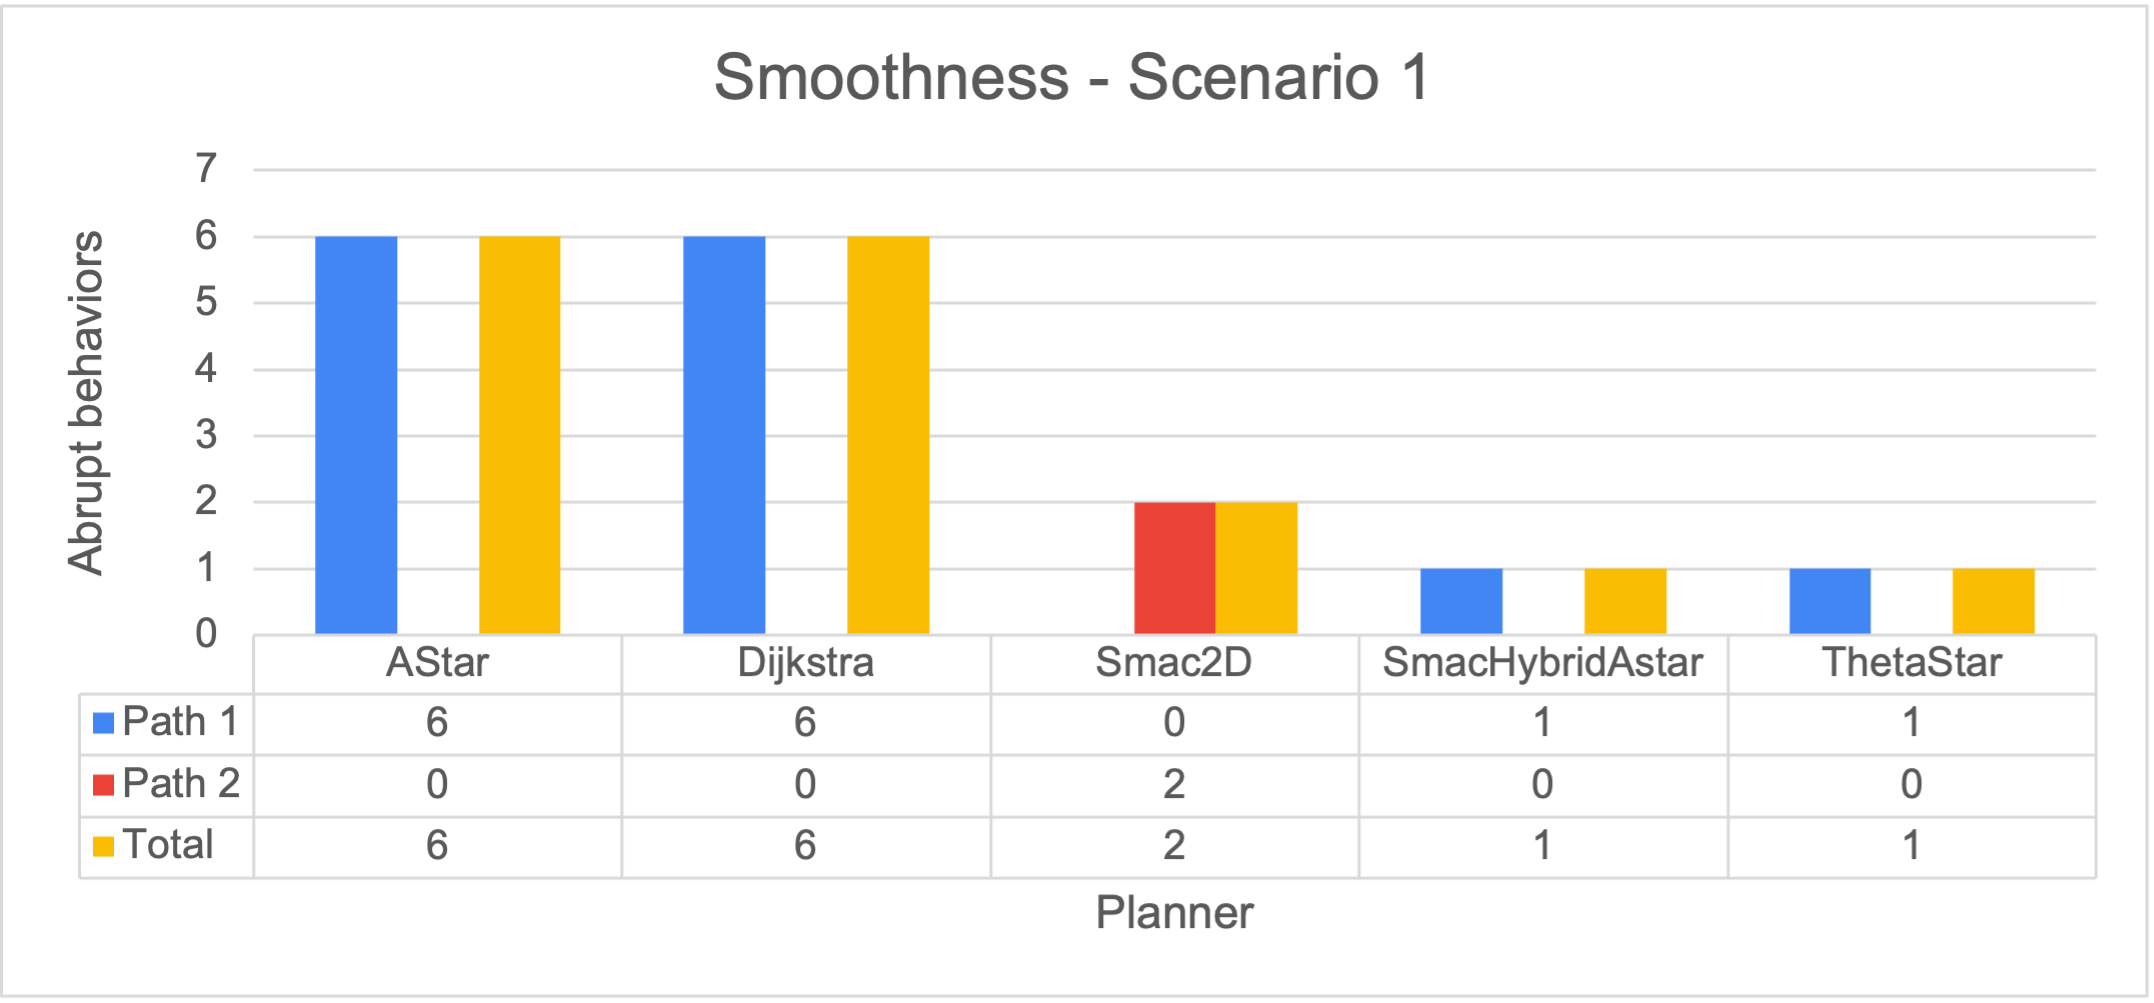 Smoothness - Scenario 1
7
6
5
4
3
2
1
0
Abrupt behaviors
AStar Dijkstra Smac2D SmacHybridAstar ThetaStar
Path 1 6 6 0 1 1
Path 2 0 0 2 0 0
Total 6 6 2 1 1
Planner